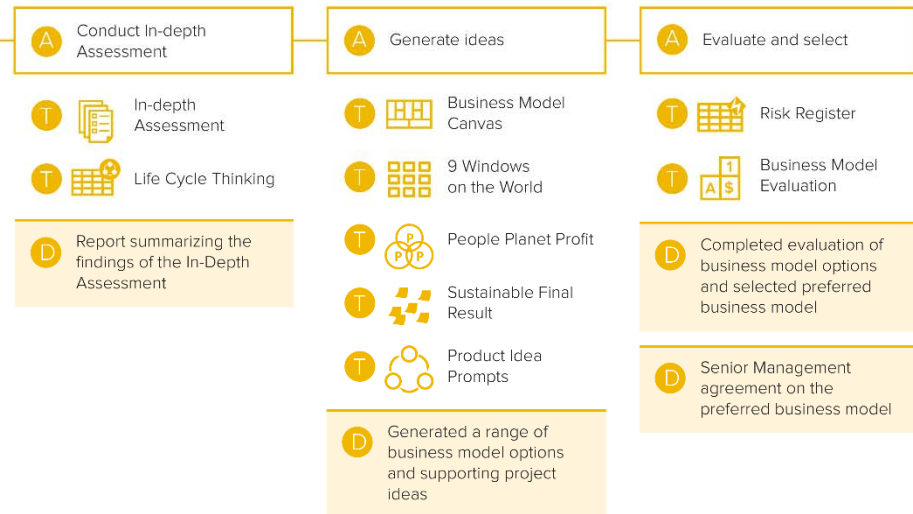 A
Conduct In-depth
Assessment
T
In-depth
Assessment
T
Life Cycle Thinking
D
Report summarizing the
findings of the In-Depth
Assessment
A
Generate ideas
T
Business Model
Canvas
T
9 Windows
on the World
T
P
P P
People Planet Profit
T
Sustainable Final
Result
T
Product Idea
Prompts
D
Generated a range of
business model options
and supporting project
ideas
A
Evaluate and select
T
Risk Register
T
1
A $
Business Model
Evaluation
D
Completed evaluation of
business model options
and selected preferred
business model
D
Senior Management
agreement on the
preferred business model